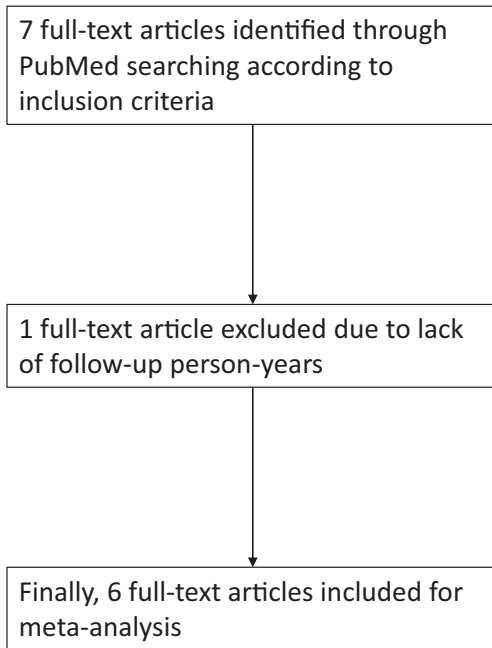 7 full-text articles identified through
PubMed searching according to
inclusion criteria
1 full-text article excluded due to lack
of follow-up person-years
Finally, 6 full-text articles included for
meta-analysis